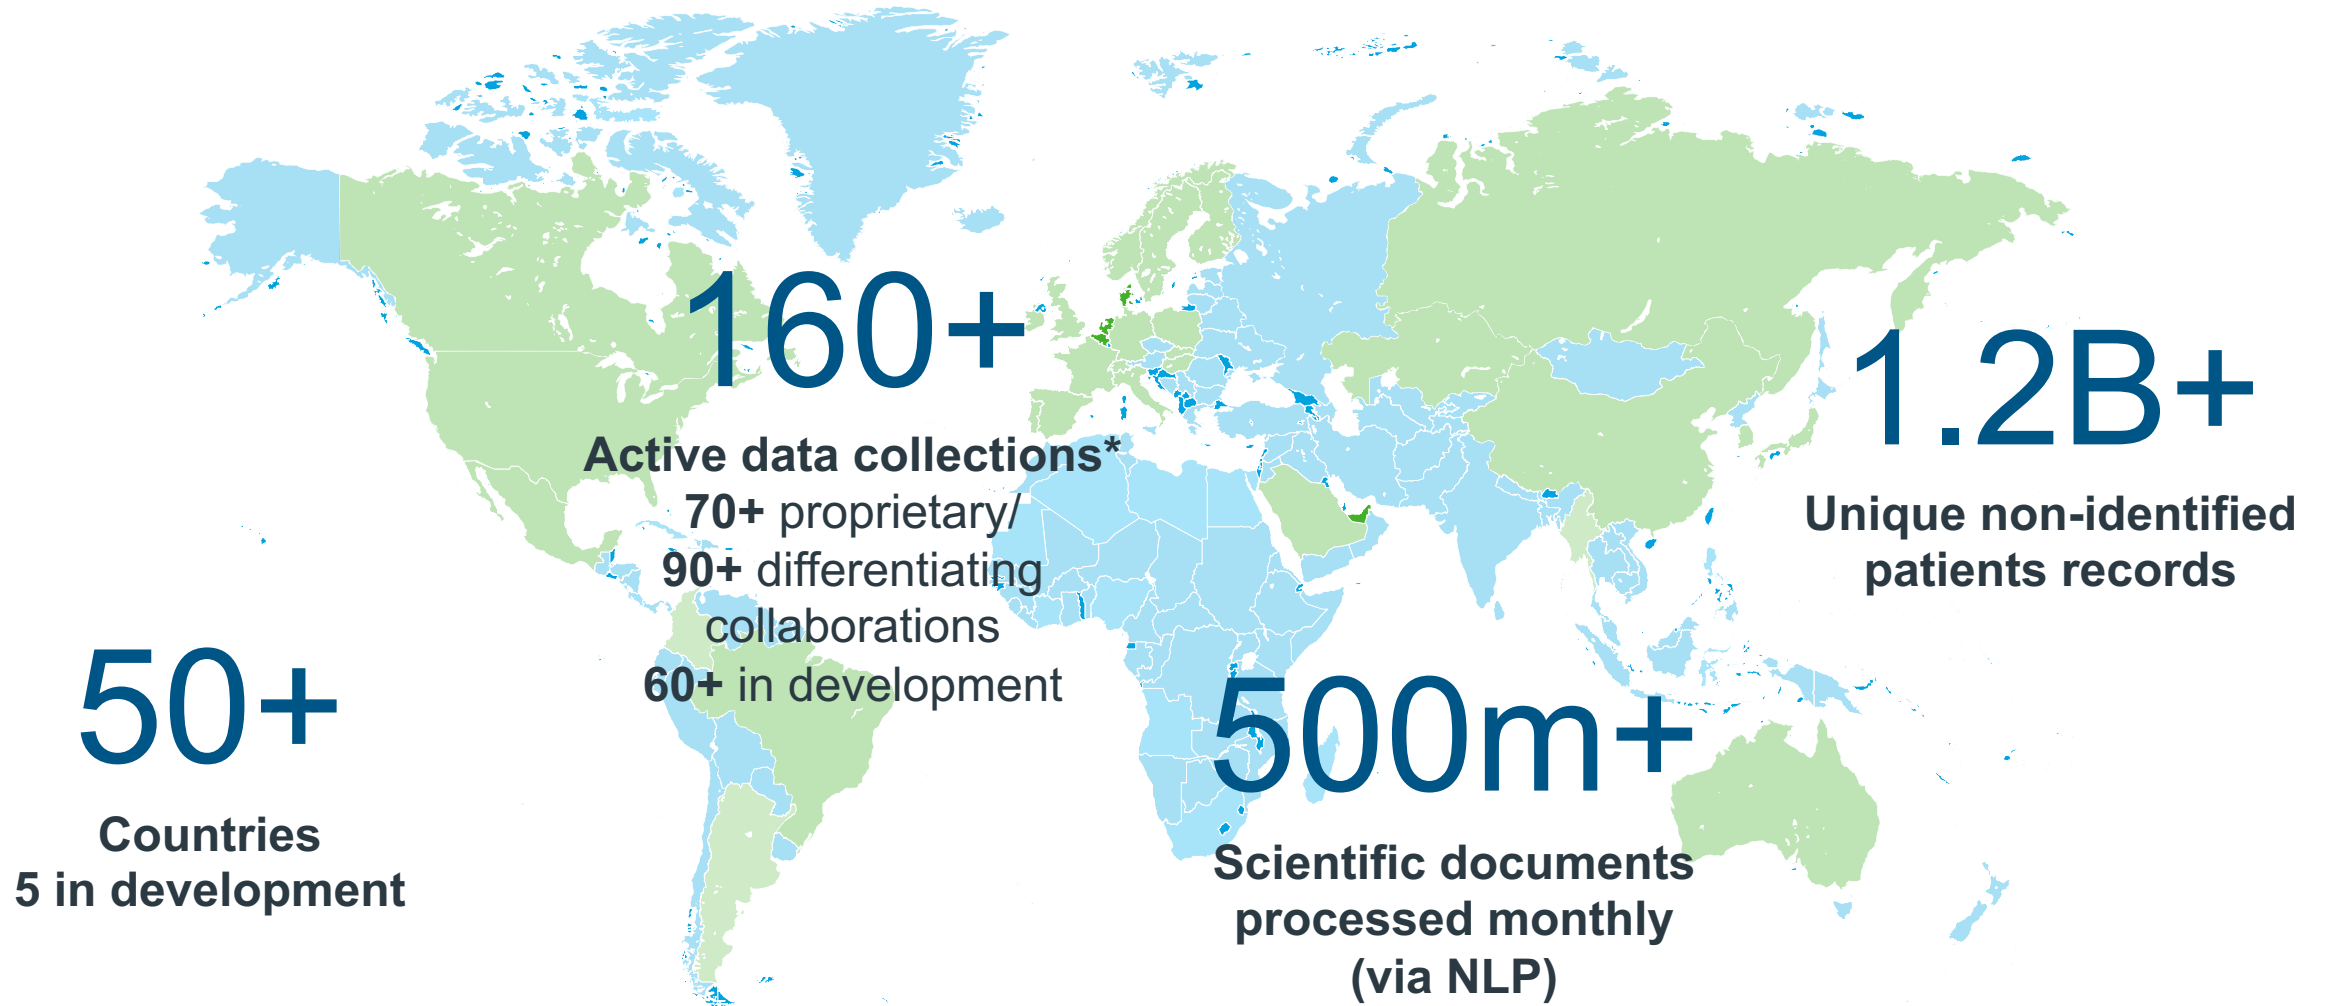 160+
Active data collections*
70+ proprietary/
90+ differentiating
collaborations
60+ in development
1.2B+
Unique non-identified
patients records
50+
Countries
5 in development
500m+
Scientific documents
processed monthly
(via NLP)